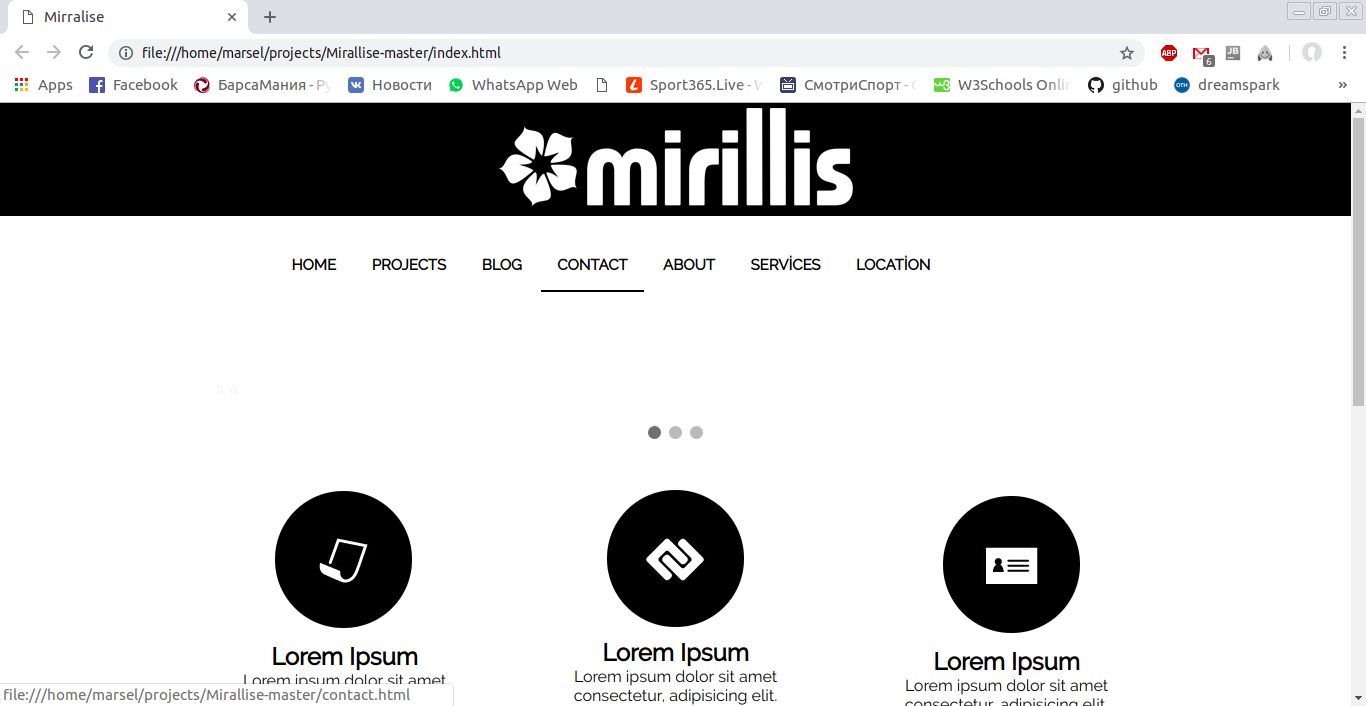 Mirralise
file:///home/marsel/projects/Mirallise-master/index.html
ABP
6
JB
Apps
Facebook
БарсаМания - Ру
Новости
WhatsApp Web
Sport365.Live - W
СмотриСпорт - О
W3Schools Onlin
github
dreamspark
»
mirillis
HOME PROJECTS BLOG CONTACT ABOUT SERVİCES LOCATİON
Lorem Ipsum
Lorem ipsum dolor sit amet
Lorem Ipsum
Lorem ipsum dolor sit amet
consectetur, adipisicing elit.
Lorem Ipsum
Lorem ipsum dolor sit amet
consectetur, adipisicing elit.
file:///home/marsel/projects/Mirallise-master/contact.html